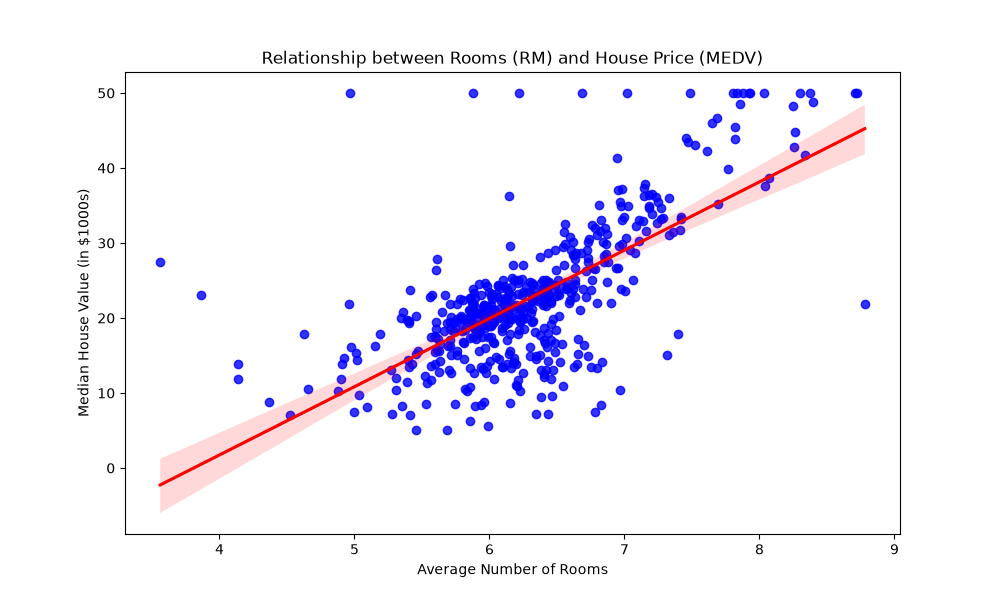 Relationship between Rooms (RM) and House Price (MEDV)
50
40
30
20
10
0
Median House Value (in $1000s)
4 5 6 7 8 9
Average Number of Rooms